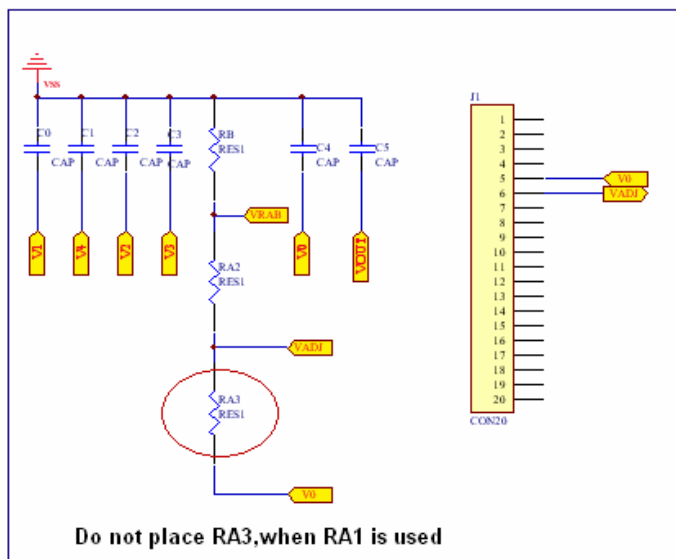 VSS
C0
CAP
C1
CAP
C2
CAP
C3
CAP
RB
RES1
C4
CAP
C5
CAP
V1
V4
V2
V3
VRAB
V0
VOUT
RA2
RES1
VADJ
RA3
RES1
V0
J1
1
2
3
4
5
6
7
8
9
10
11
12
13
14
15
16
17
18
19
20
V0
VADJ
CON20
Do not place RA3,when RA1 is used